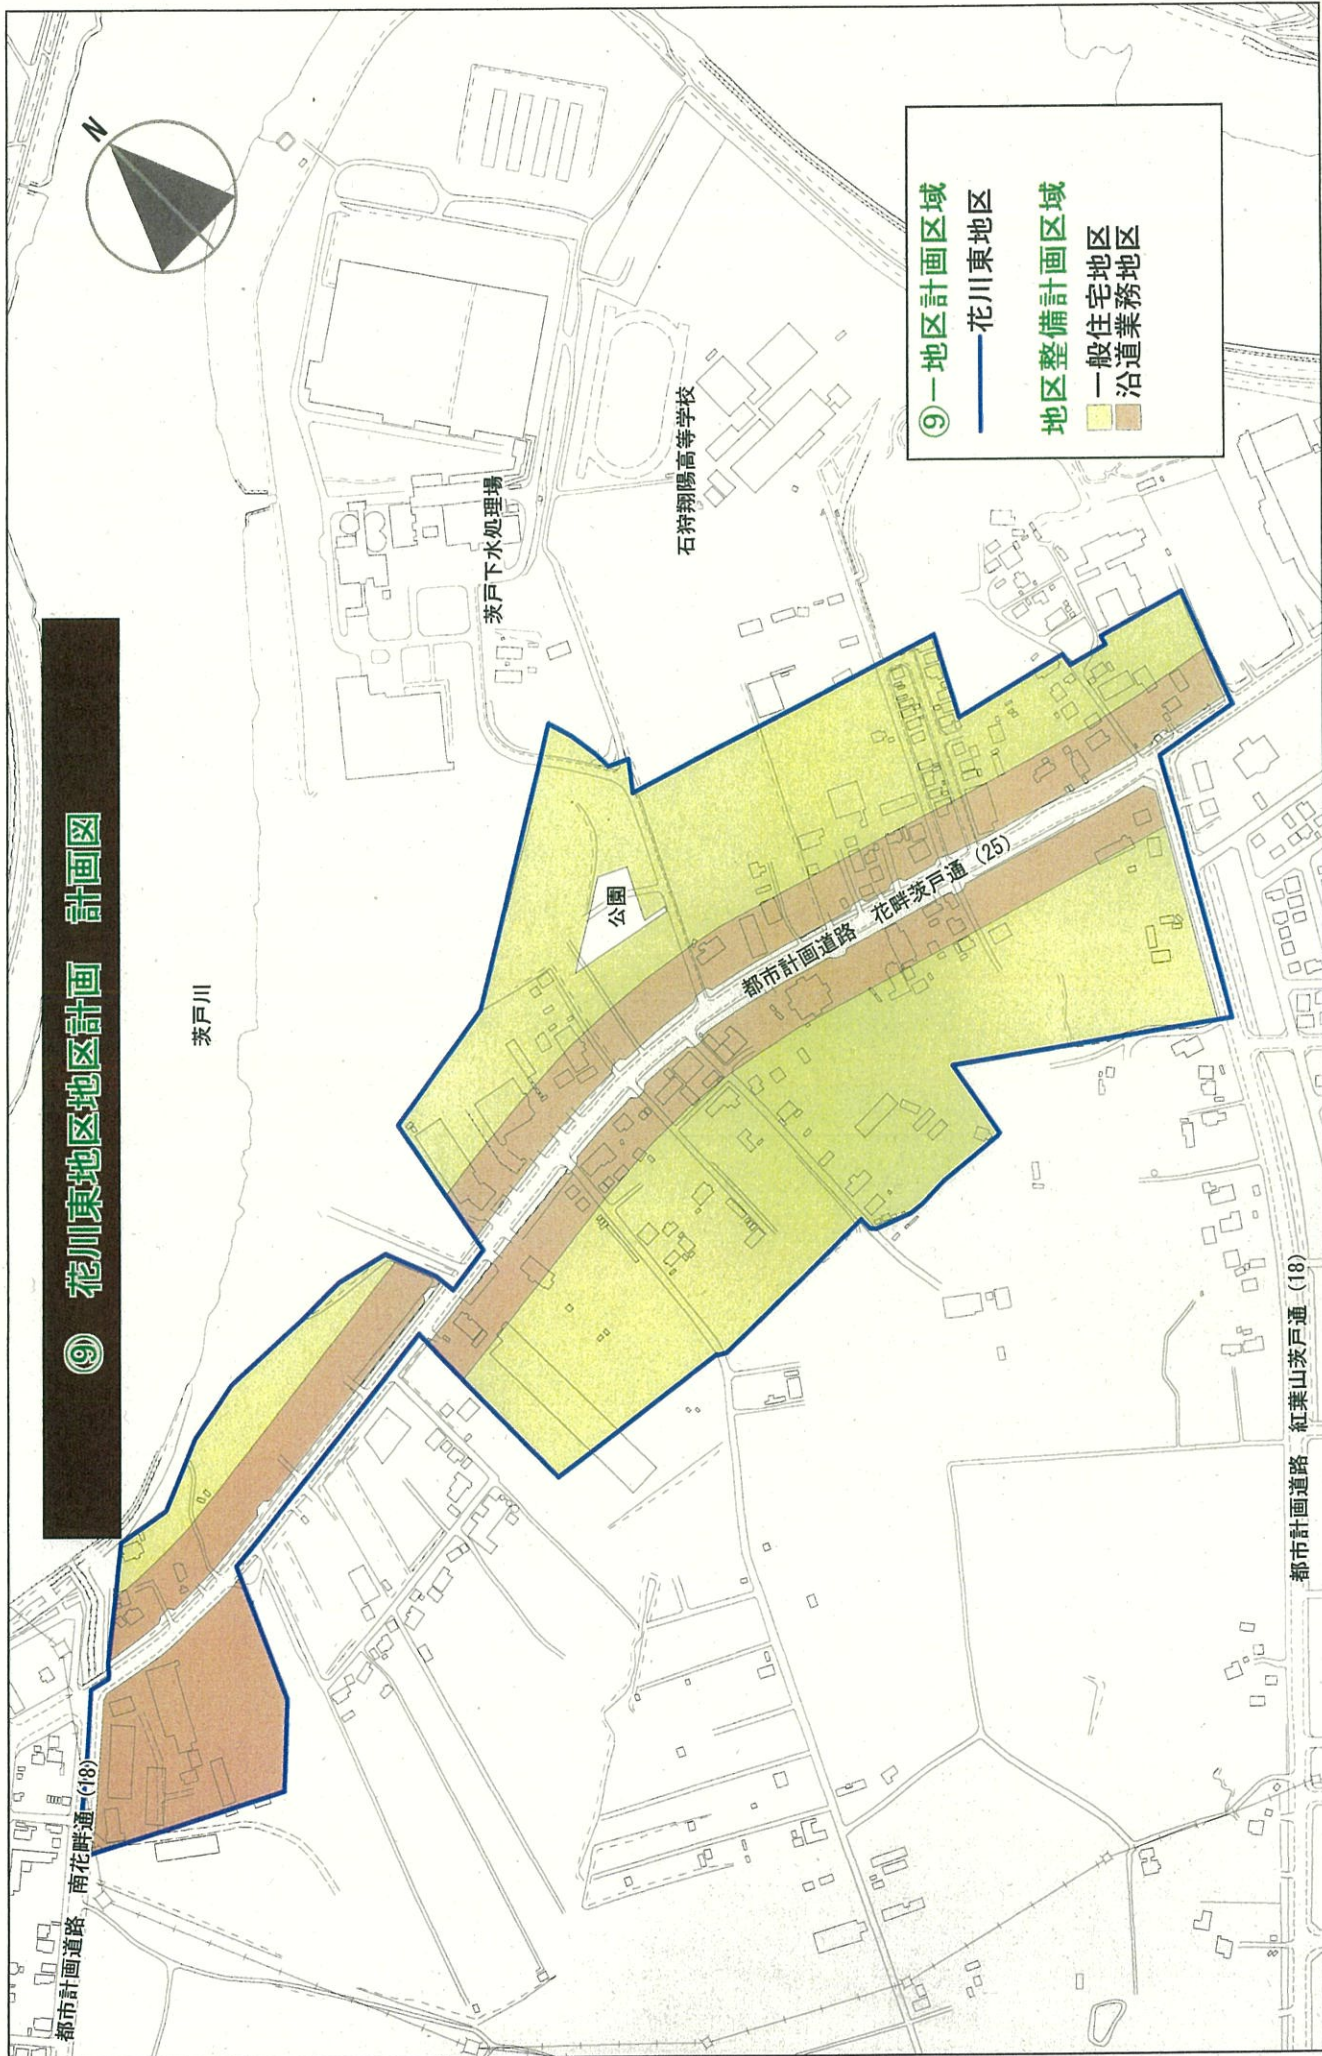 ⑨ 花川東地区地区計画 計画図
N
茨戸川
茨戸下水処理場
石狩翔陽高等学校
公園
都市計画道路 花畔茨戸通(25)
都市計画道路 南花畔通(18)
都市計画道路 紅葉山茨戸通(18)
⑨ー地区計画区域
花川東地区
地区整備計画区域
一般住宅地区
沿道業務地区